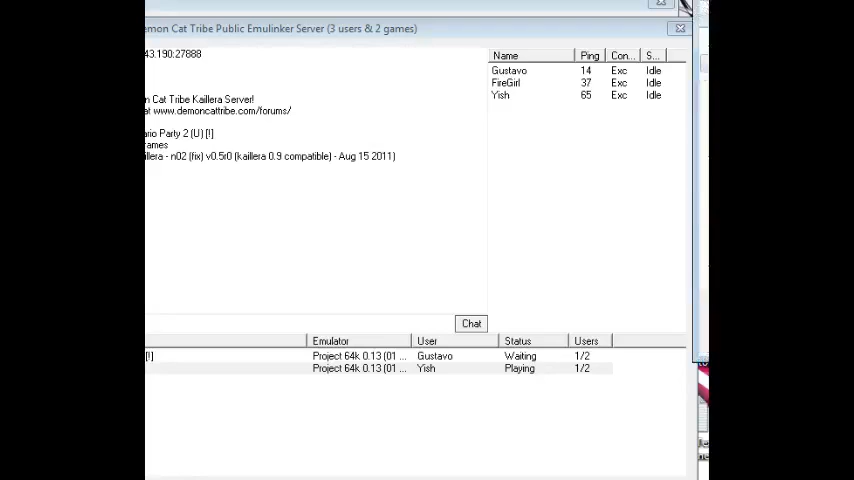 emon Cat Tribe Public Emulinker Server (3 users & 2 games)
43.190:27888
n Cat Tribe Kaillera Server!
at www.demoncattribe.com/forums/
ario Party 2 (U) [!]
frames
illera - n02 (fix) v0.5r0 (kaillera 0.9 compatible) - Aug 15 2011)
Name Ping Con... S...
Gustavo 14 Exc Idle
FireGirl 37 Exc Idle
Yish 65 Exc Idle
Chat
Emulator User Status Users
[!] Project 64k 0.13 (01 ... Gustavo Waiting 1/2
Project 64k 0.13 (01 ... Yish Playing 1/2